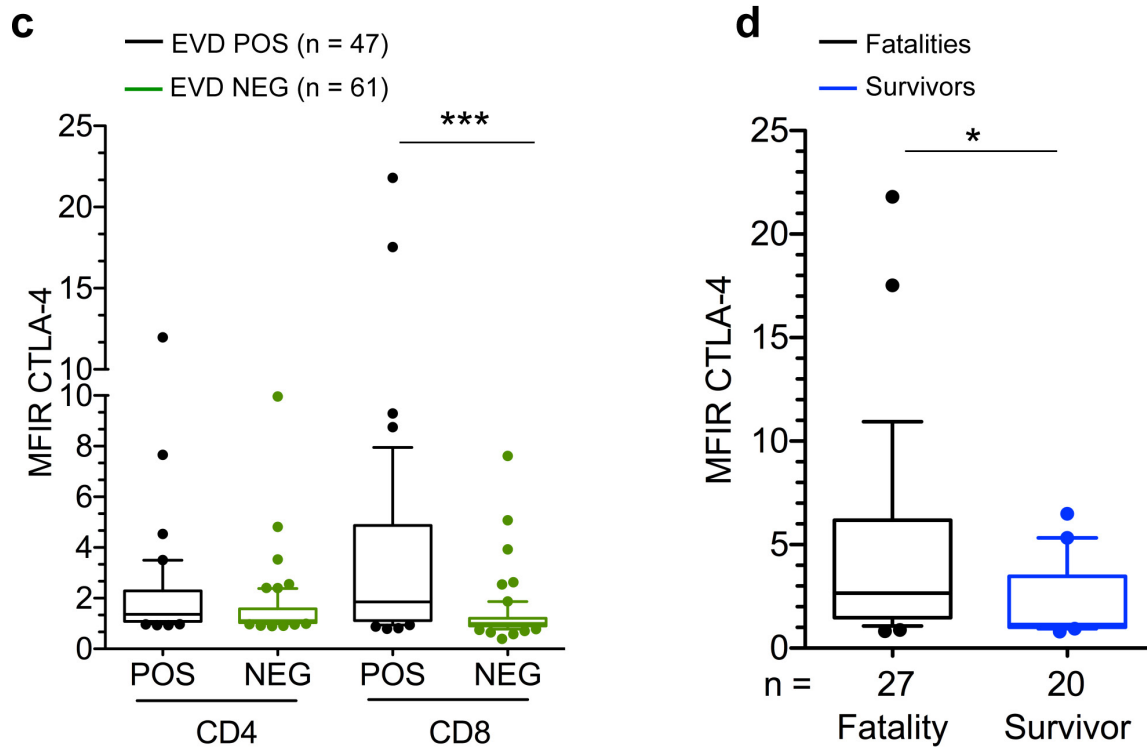 c
EVD POS (n = 47)
EVD NEG (n = 61)
***
MFIR CTLA-4
25
20
15
10
10
8
6
4
2
0
POS NEG POS NEG
CD4 CD8
d
Fatalities
Survivors
*
MFIR CTLA-4
25
20
15
10
5
0
n = 27 20
Fatality Survivor